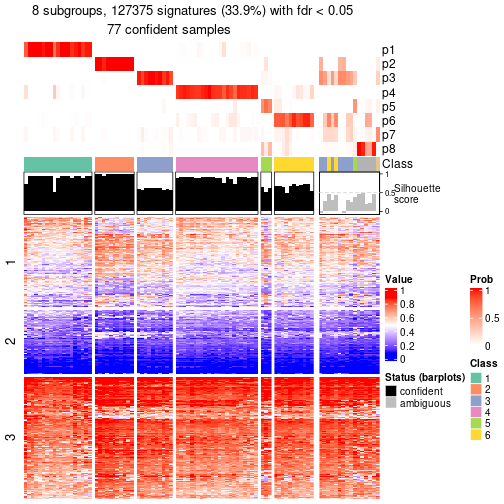 8 subgroups, 127375 signatures (33.9%) with fdr < 0.05
77 confident samples
p1
p2
p3
p4
p5
p6
p7
p8
Class
1
0.5
0
Silhouette
score
1
2
3
Value
1
0.8
0.6
0.4
0.2
0
Status (barplots)
confident
ambiguous
Prob
1
0.5
0
Class
1
2
3
4
5
6